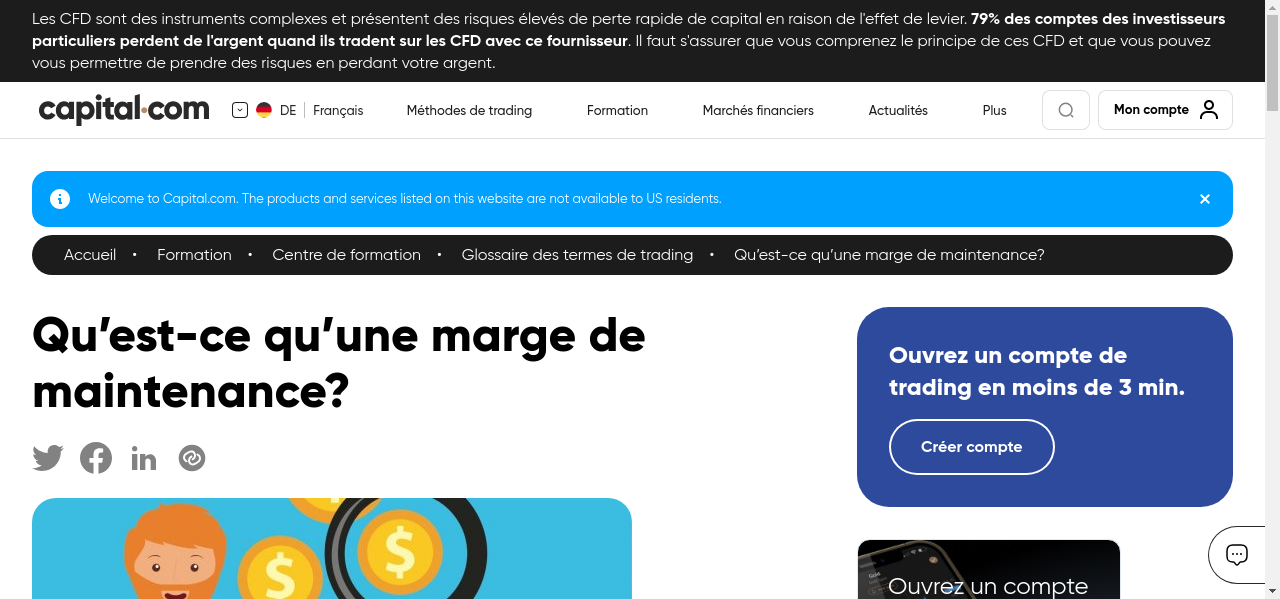 Les CFD sont des instruments complexes et présentent des risques élevés de perte rapide de capital en raison de l'effet de levier. 79% des comptes des investisseurs
particuliers perdent de l'argent quand ils tradent sur les CFD avec ce fournisseur. Il faut s'assurer que vous comprenez le principe de ces CFD et que vous pouvez
vous permettre de prendre des risques en perdant votre argent.
capital.com
DE Français
Méthodes de trading
Formation
Marchés financiers
Actualités
Plus
Mon compte
Welcome to Capital.com. The products and services listed on this website are not available to US residents.
Accueil • Formation • Centre de formation • Glossaire des termes de trading • Qu’est-ce qu’une marge de maintenance?
Qu’est-ce qu’une marge de
maintenance?
Ouvrez un compte de
trading en moins de 3 min.
Créer compte
Ouvrez un compte